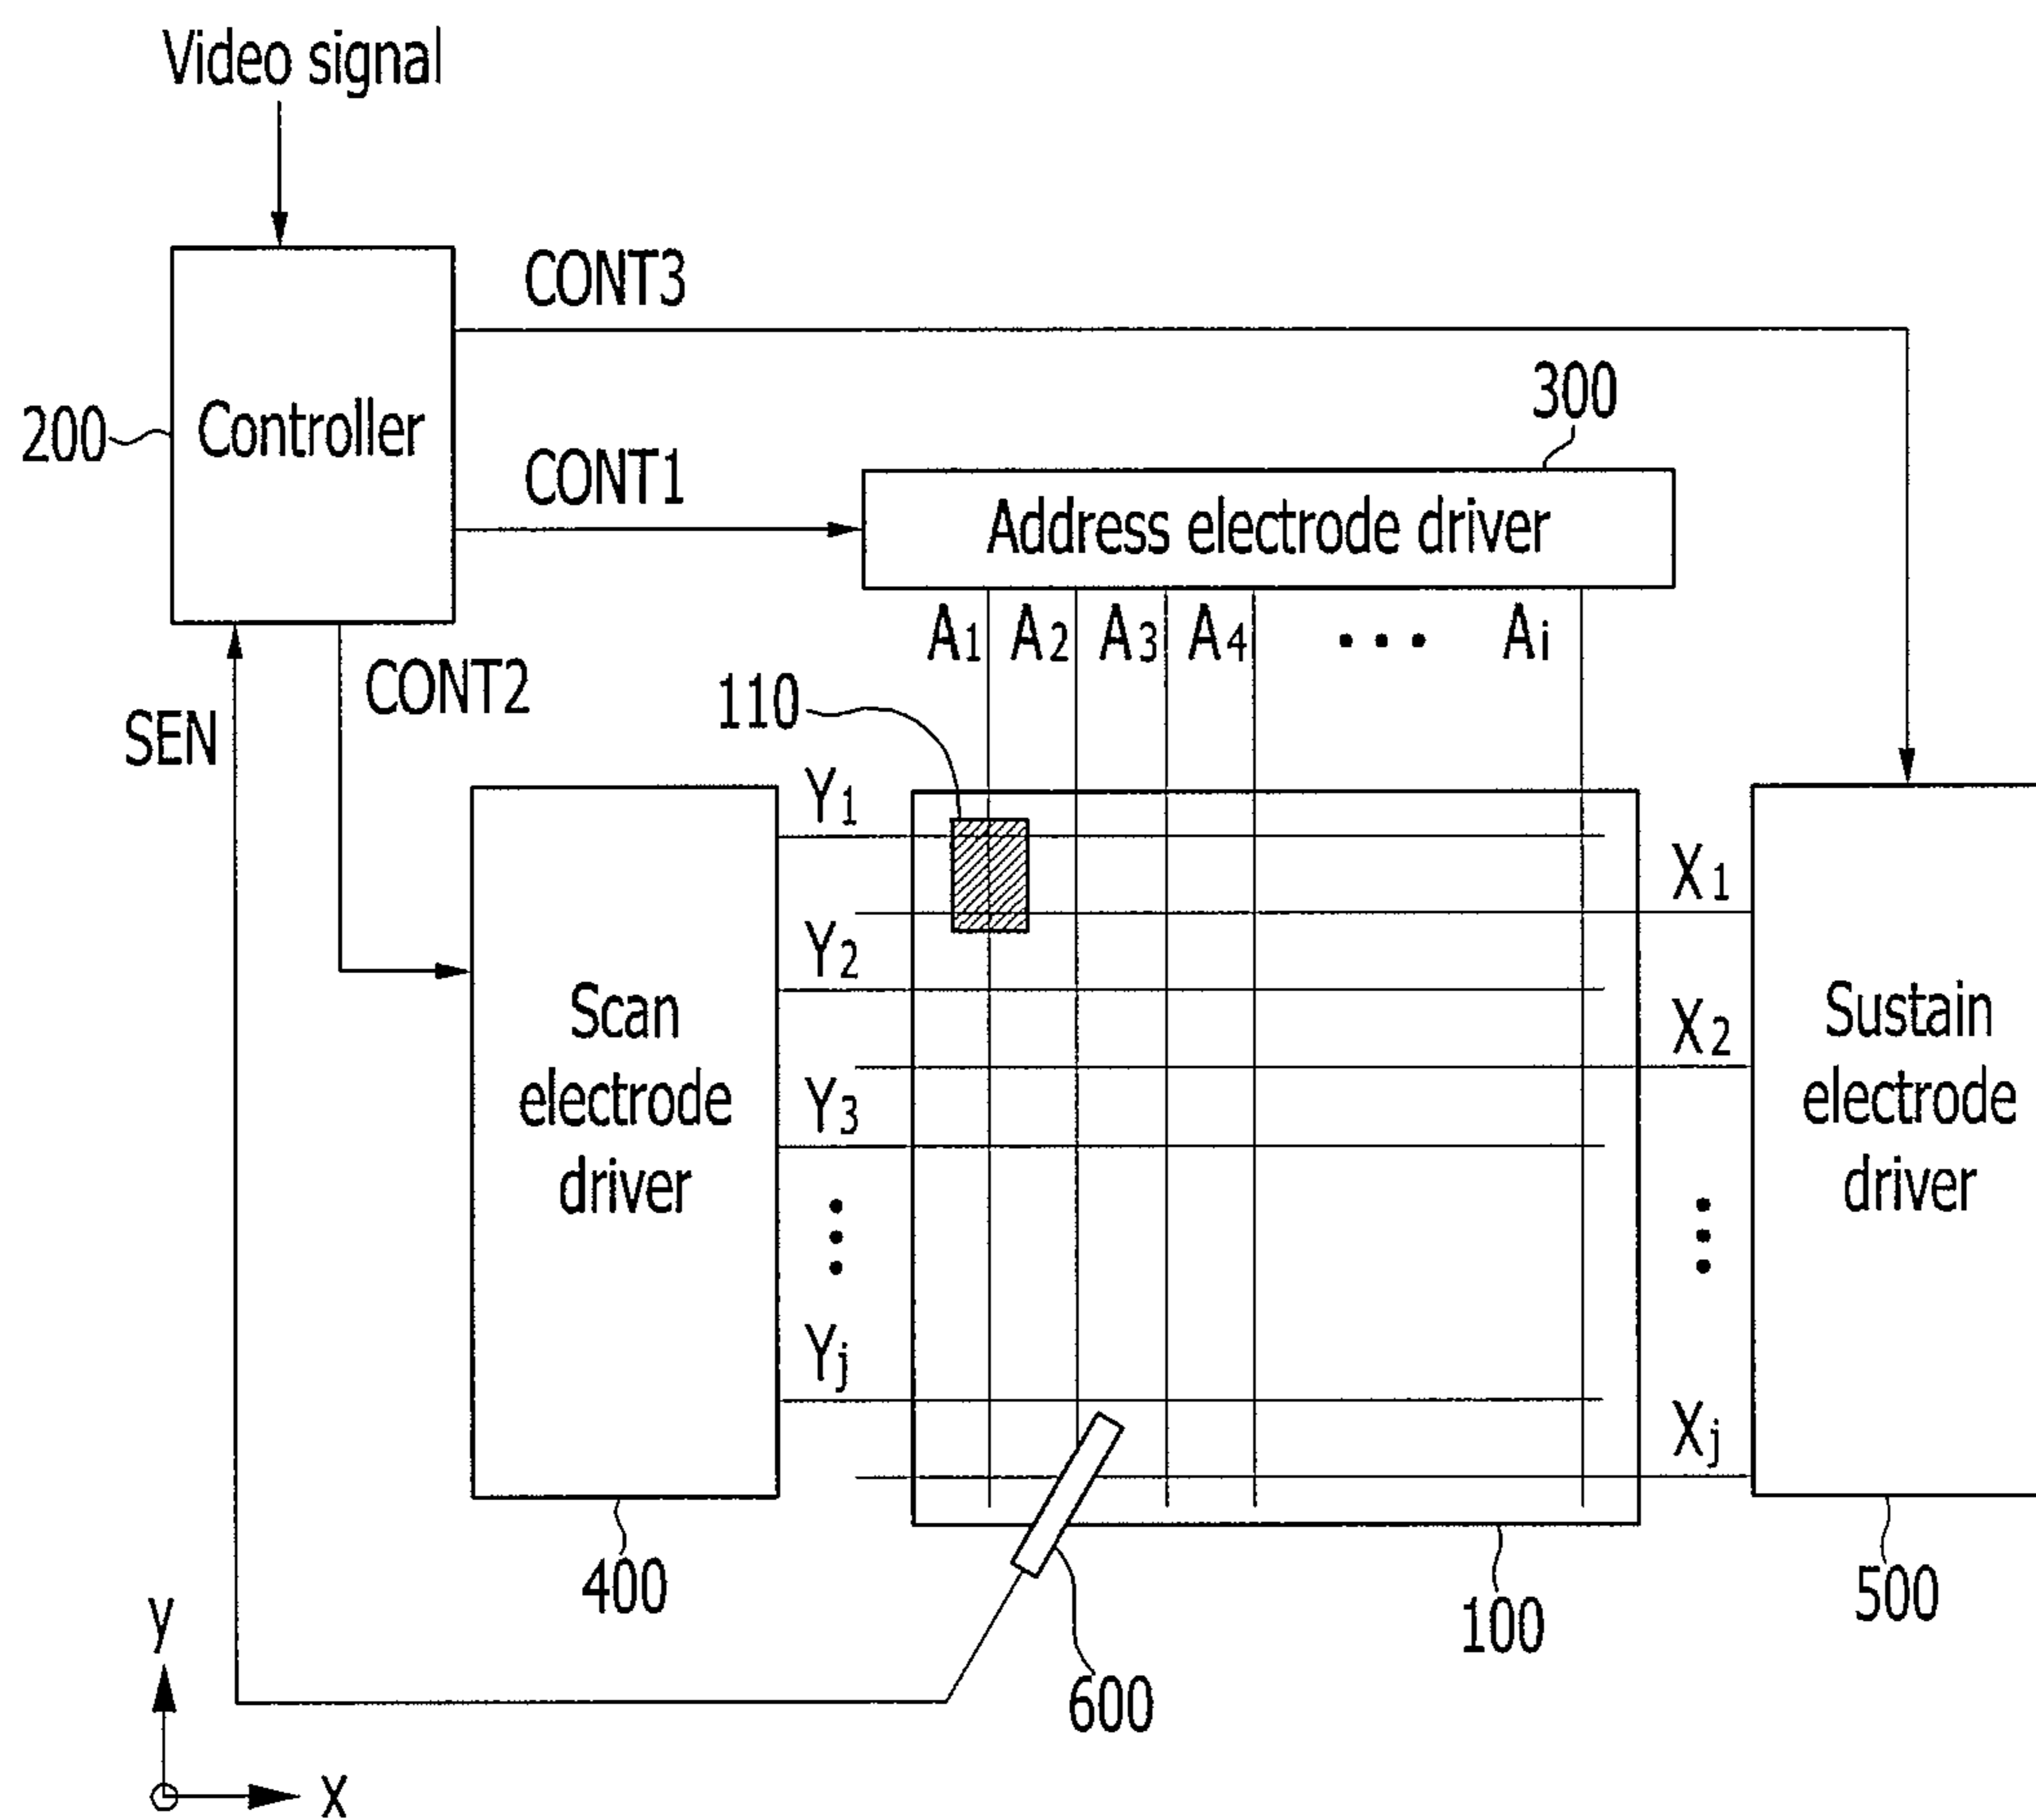 Video signal
CONT3
300
200
Controller
CONT1
Address electrode driver
A1 A2 A3 A4 ••• Ai
CONT2
110
SEN
Y1
X1
Y2
Scan
electrode
driver
X2
Sustain
electrode
driver
Y3
Yj
Xj
400
100
500
600
y
x